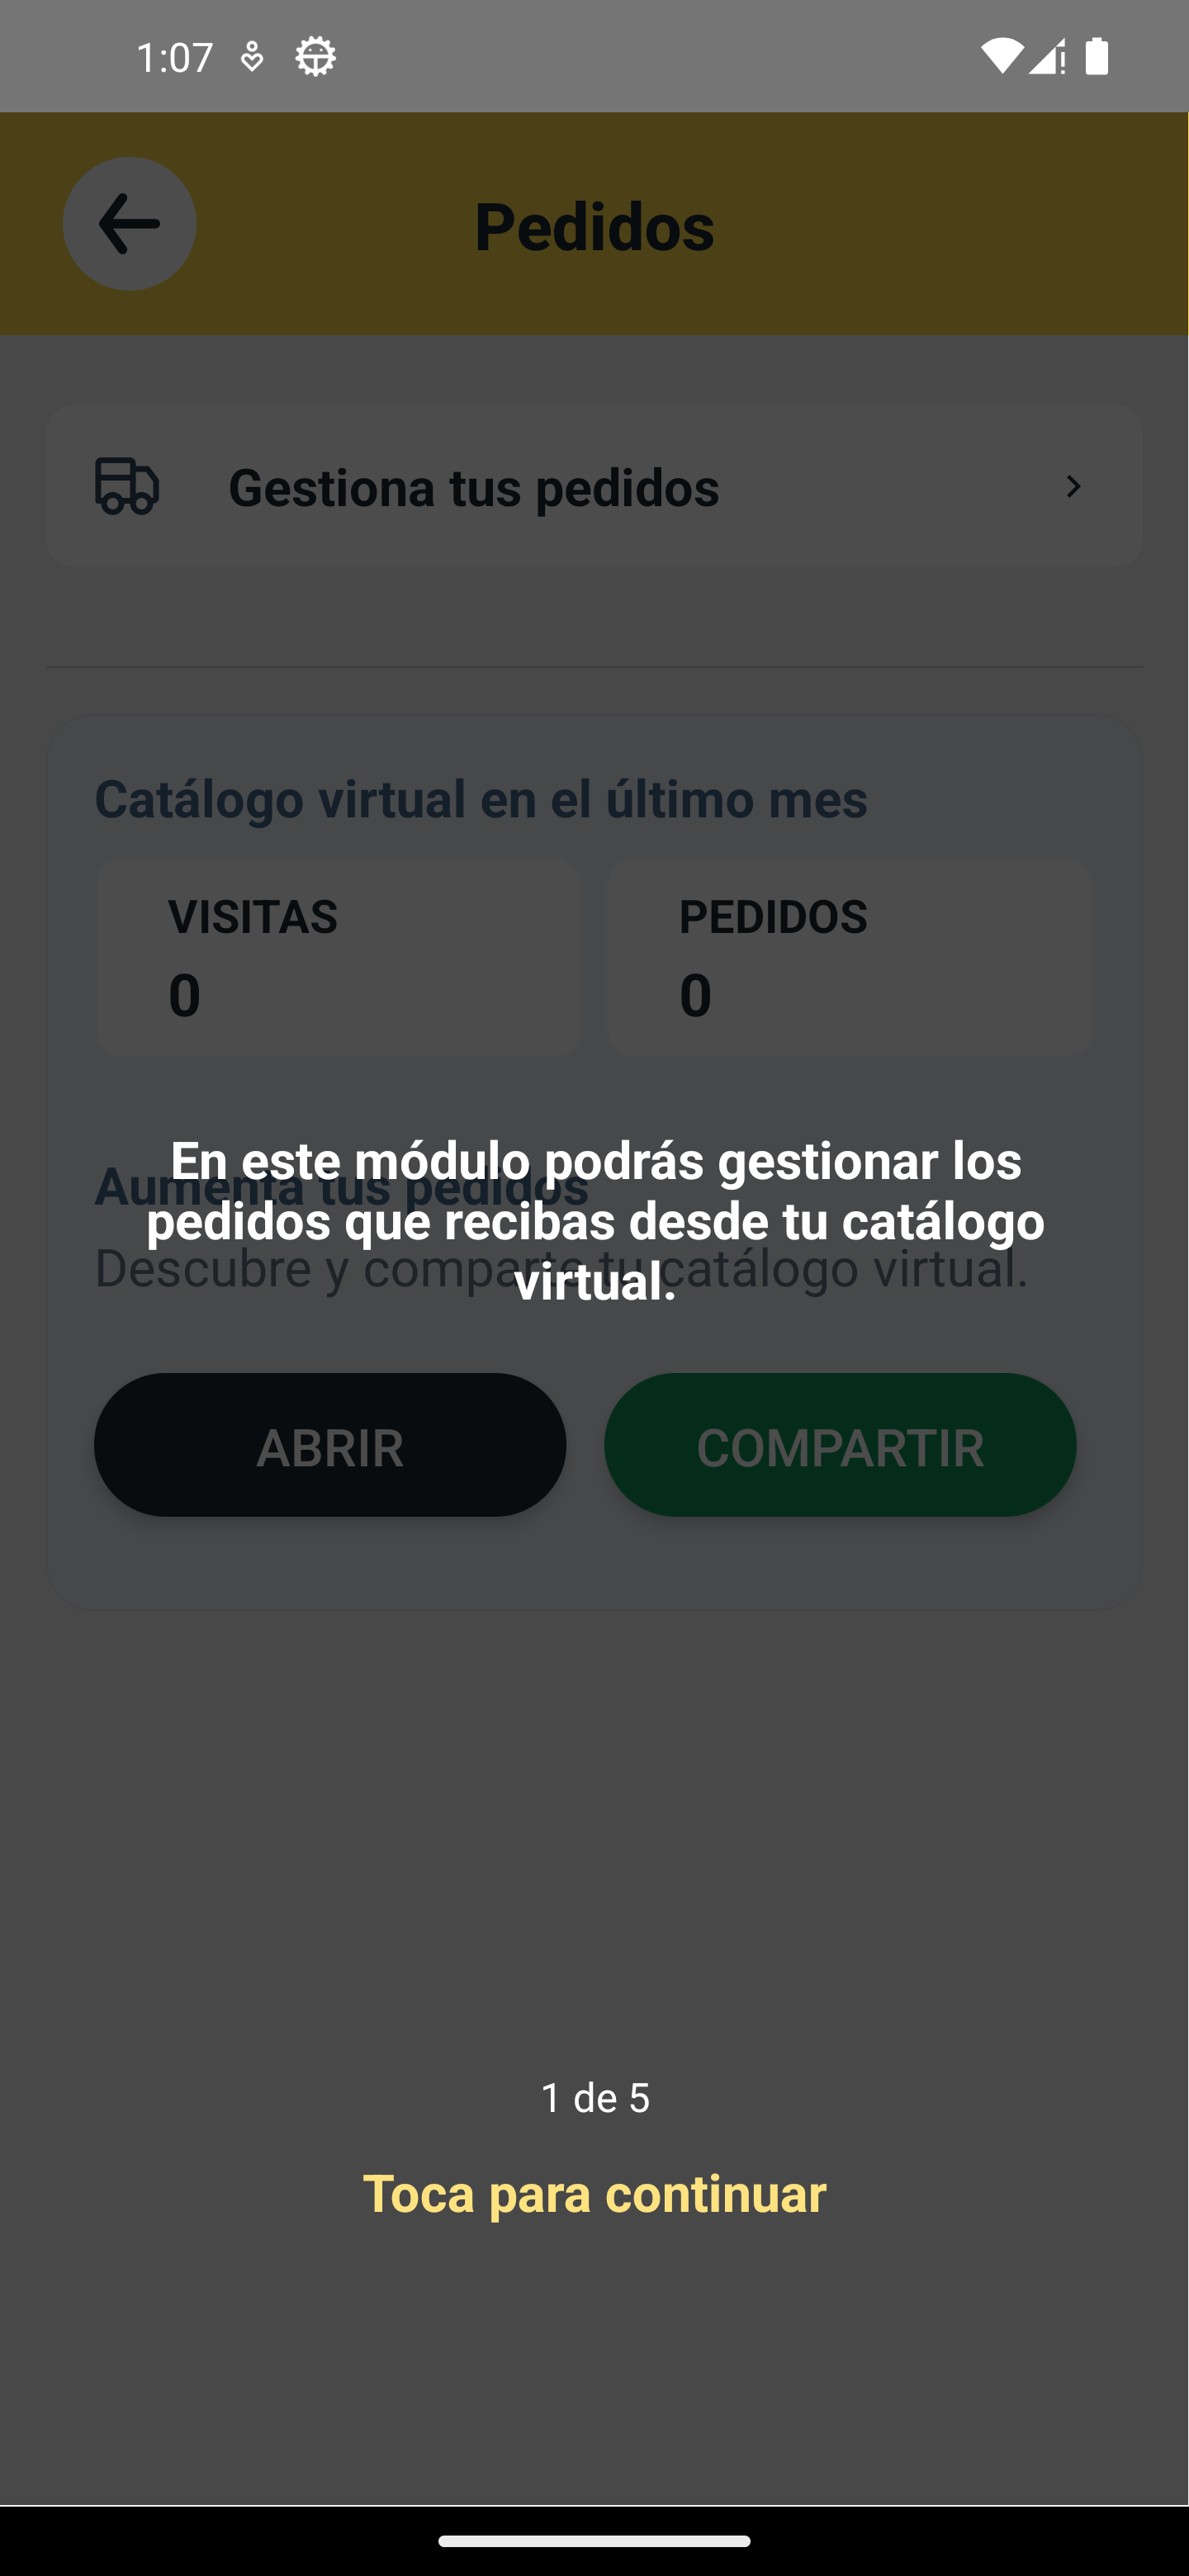 1:07
Pedidos
Gestiona tus pedidos
Catálogo virtual en el último mes
VISITAS
PEDIDOS
0
0
En este módulo podrás gestionar los
pedidos que recibas desde tu catálogo
virtual.
Aumenta tus pedidos
Descubre y comparte tu catálogo virtual.
ABRIR
COMPARTIR
1 de 5
Toca para continuar